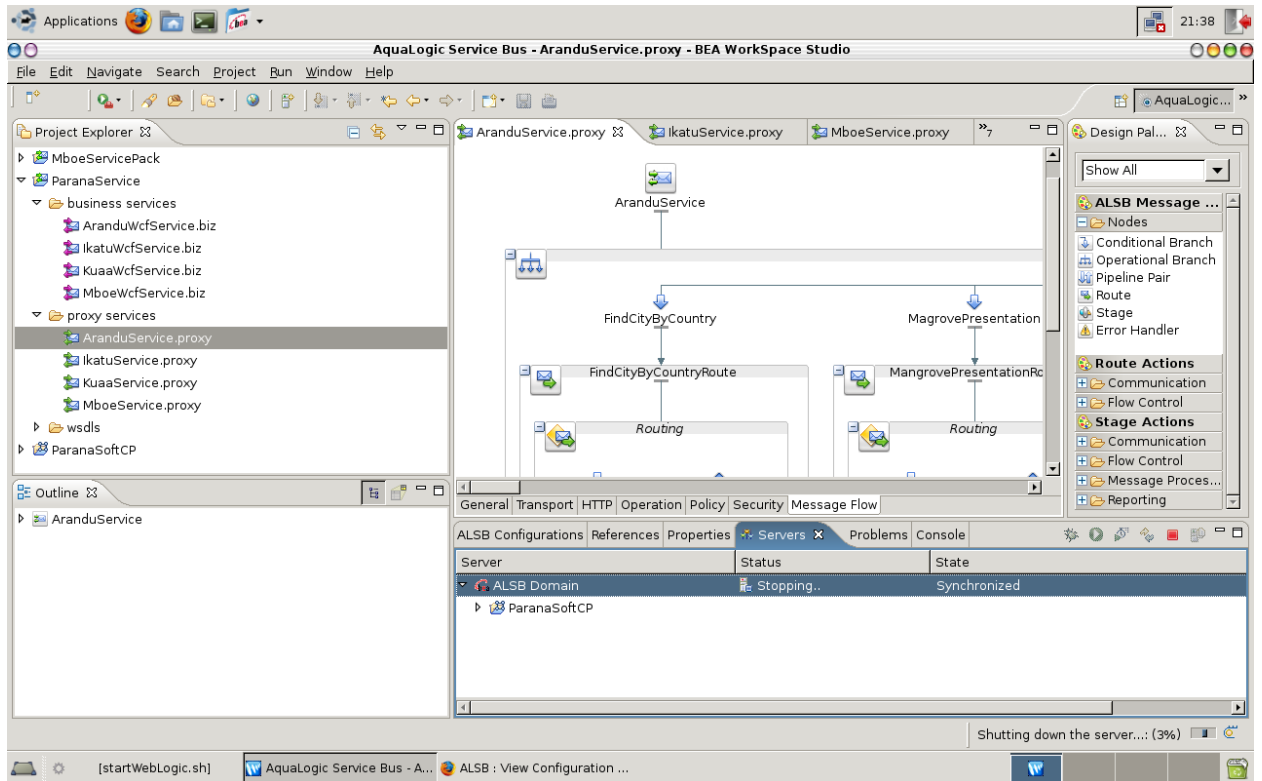 Applications
21:38
AquaLogic Service Bus - AranduService.proxy - BEA WorkSpace Studio
File Edit Navigate Search Project Run Window Help
AquaLogic... »
Project Explorer
MboeServicePack
ParanaService
business services
AranduWcfService.biz
IkatuWcfService.biz
KuaaWcfService.biz
MboeWcfService.biz
proxy services
AranduService.proxy
IkatuService.proxy
KuaaService.proxy
MboeService.proxy
wsdls
ParanaSoftCP
Outline
AranduService
AranduService.proxy IkatuService.proxy MboeService.proxy »7
AranduService
FindCityByCountry MagrovePresentation
FindCityByCountryRoute MangrovePresentationRo
Routing Routing
General Transport HTTP Operation Policy Security Message Flow
Design Pal...
Show All
ALSB Message ...
Nodes
Conditional Branch
Operational Branch
Pipeline Pair
Route
Stage
Error Handler
Route Actions
Communication
Flow Control
Stage Actions
Communication
Flow Control
Message Proces...
Reporting
ALSB Configurations References Properties Servers Problems Console
Server Status State
ALSB Domain Stopping.. Synchronized
ParanaSoftCP
Shutting down the server...: (3%)
[startWebLogic.sh] AquaLogic Service Bus - A... ALSB : View Configuration ...